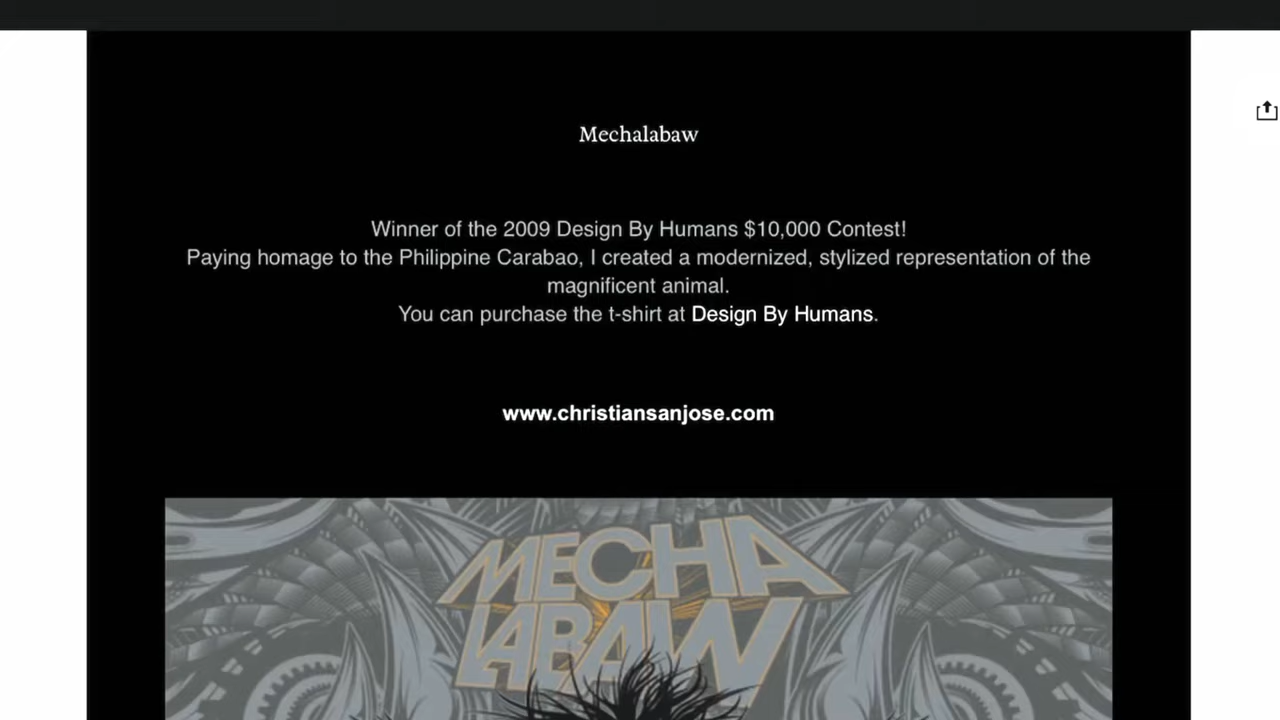 Mechalabaw
Winner of the 2009 Design By Humans $10,000 Contest!
Paying homage to the Philippine Carabao, I created a modernized, stylized representation of the
magnificent animal.
You can purchase the t-shirt at Design By Humans.
www.christiansanjose.com
MECHA
LABAW